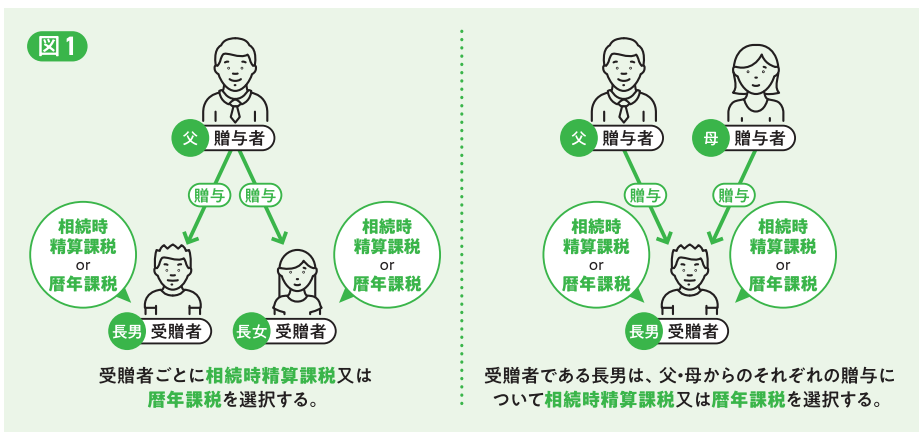 図1
父 贈与者
贈与 贈与
相続時
精算課税
or
暦年課税
相続時
精算課税
or
暦年課税
長男 受贈者
長女 受贈者
受贈者ごとに相続時精算課税又は
暦年課税を選択する。
父 贈与者
母 贈与者
贈与 贈与
相続時
精算課税
or
暦年課税
相続時
精算課税
or
暦年課税
長男 受贈者
受贈者である長男は、父・母からのそれぞれの贈与に
ついて相続時精算課税又は暦年課税を選択する。